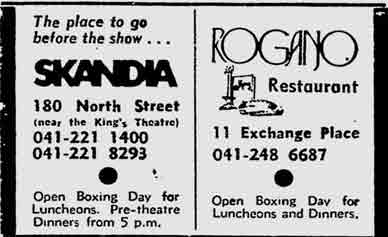 The place to go
before the show . . .
SKANDIA
180 North Street
(near the King's Theatre)
041-221 1400
041-221 8293
Open Boxing Day for
Luncheons. Pre-theatre
Dinners from 5 p.m.
ROGANO
Restaurant
11 Exchange Place
041-248 6687
Open Boxing Day for
Luncheons and Dinners.